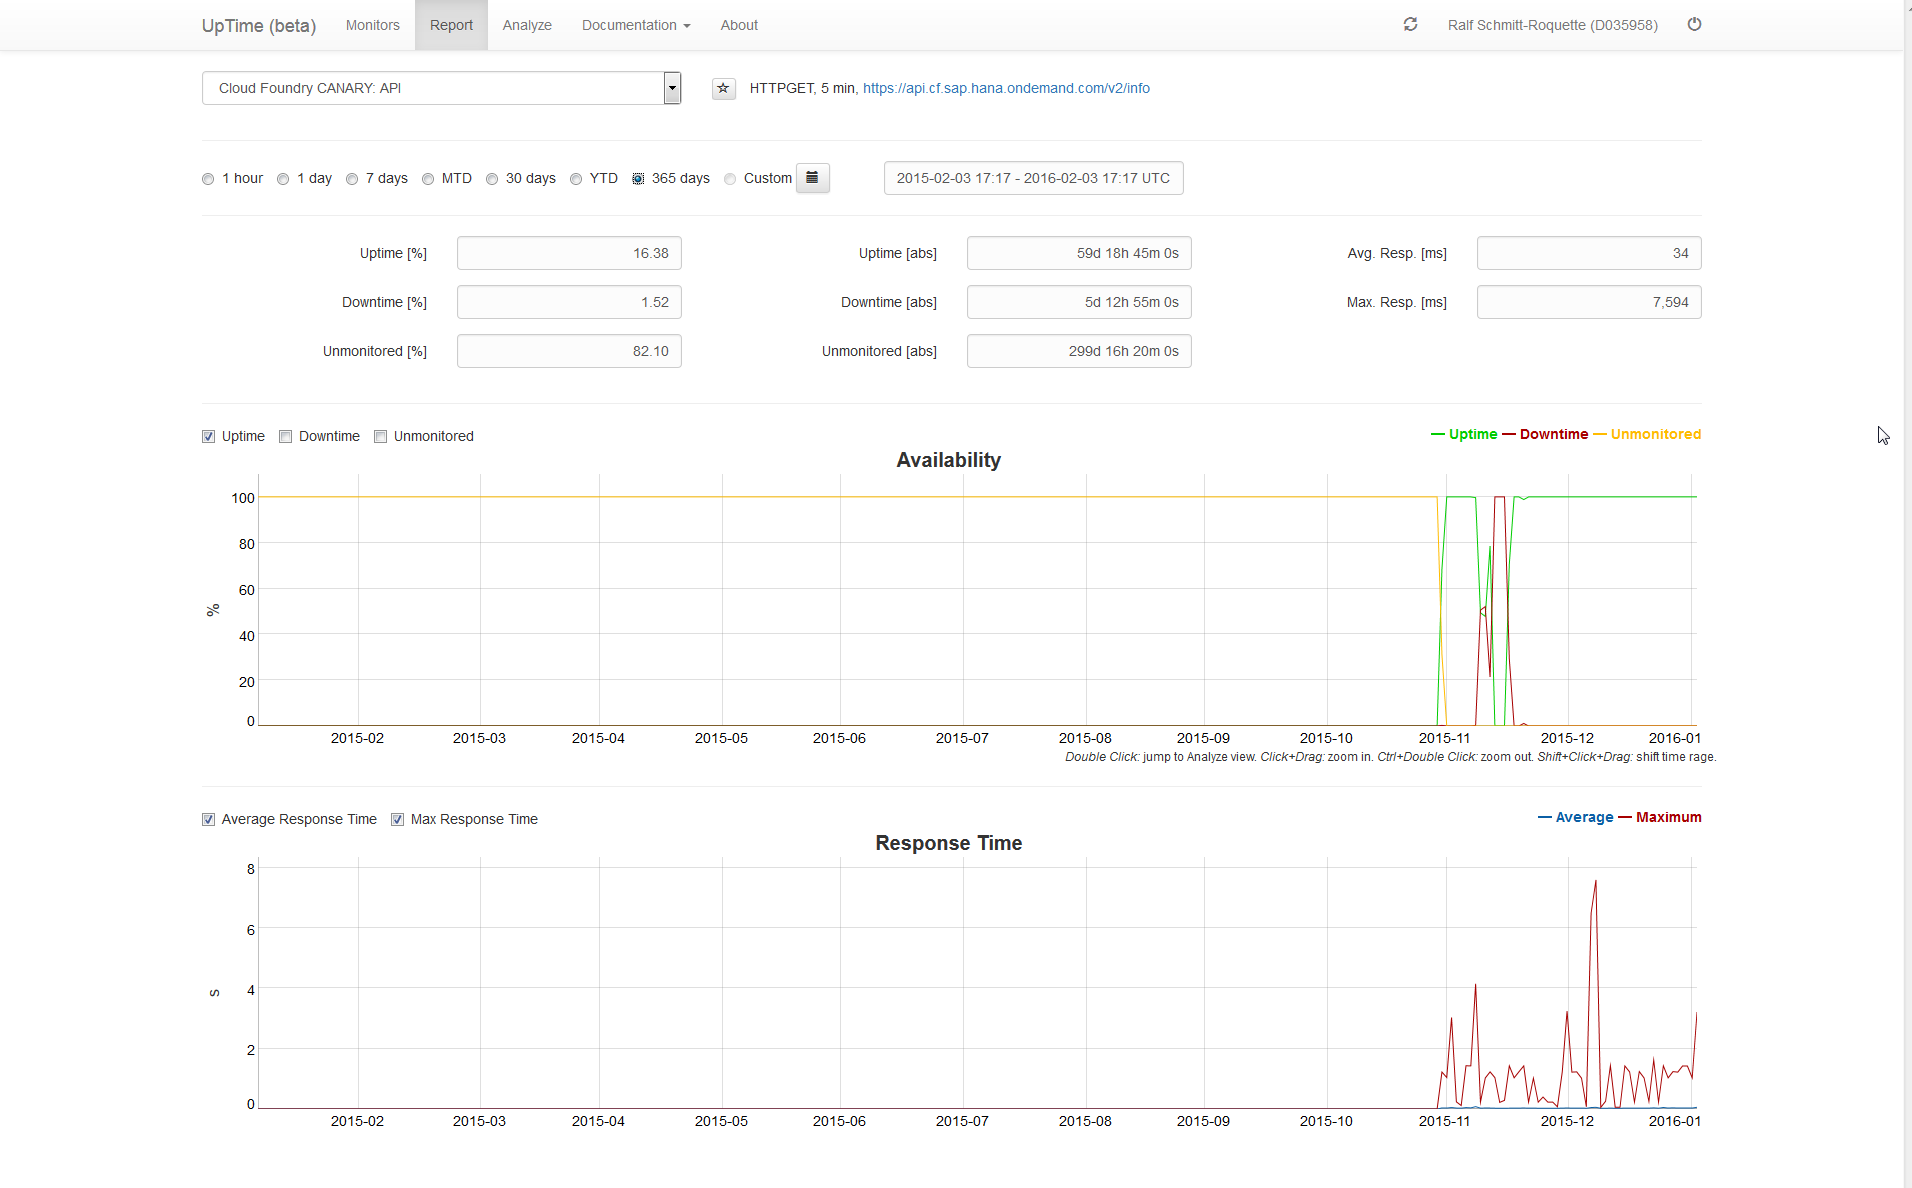 UpTime (beta) Monitors Report Analyze Documentation About Ralf Schmitt-Roquette (D035958)
Cloud Foundry CANARY: API HTTPGET, 5 min, https://api.cf.sap.hana.ondemand.com/v2/info
1 hour 1 day 7 days MTD 30 days YTD 365 days Custom 2015-02-03 17:17 - 2016-02-03 17:17 UTC
Uptime [%] 16.38 Uptime [abs] 59d 18h 45m 0s Avg. Resp. [ms] 34
Downtime [%] 1.52 Downtime [abs] 5d 12h 55m 0s Max. Resp. [ms] 7,594
Unmonitored [%] 82.10 Unmonitored [abs] 299d 16h 20m 0s
Uptime Downtime Unmonitored Uptime Downtime Unmonitored
Availability
100
80
60
%
40
20
0
2015-02 2015-03 2015-04 2015-05 2015-06 2015-07 2015-08 2015-09 2015-10 2015-11 2015-12 2016-01
Double Click: jump to Analyze view. Click+Drag: zoom in. Ctrl+Double Click: zoom out. Shift+Click+Drag: shift time rage.
Average Response Time Max Response Time Average Maximum
Response Time
8
6
4
s
2
0
2015-02 2015-03 2015-04 2015-05 2015-06 2015-07 2015-08 2015-09 2015-10 2015-11 2015-12 2016-01